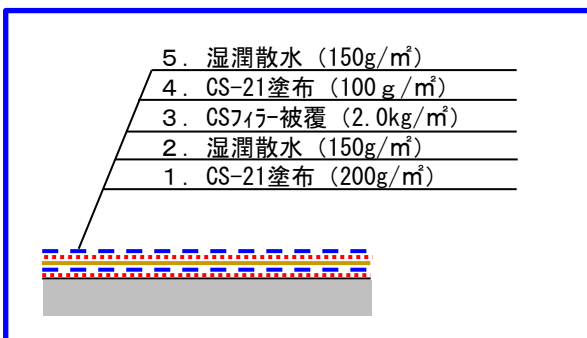 ５．湿潤散水（150g/㎡）
４．CS-21塗布（100ｇ/㎡）
３．CSﾌｨﾗｰ被覆（2.0kg/㎡）
２．湿潤散水（150g/㎡）
１．CS-21塗布（200g/㎡）